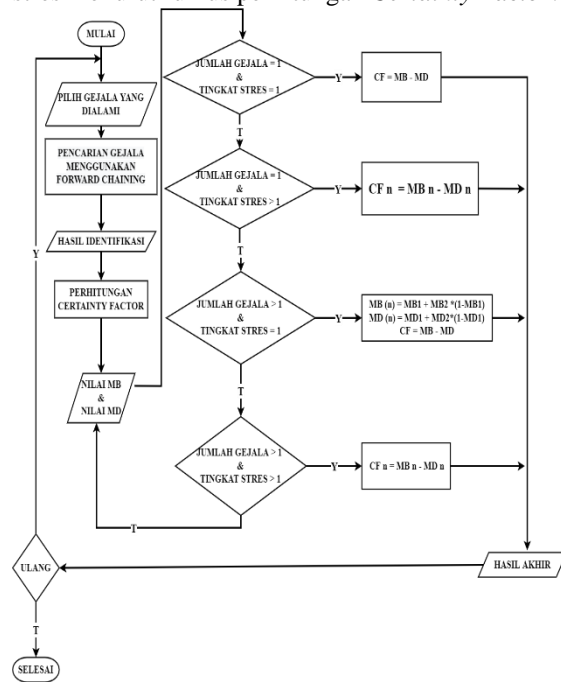 Certainty Factor.
MULAI
PILIH GEJALA YANG
DIALAMI
PENCARIAN GEJALA
MENGGUNAKAN
FORWARD CHAINING
HASIL IDENTIFIKASI
PERHITUNGAN
CERTAINTY FACTOR
NILAI MB
&
NILAI MD
JUMLAH GEJALA = 1
&
TINGKAT STRES = 1
Y
CF = MB - MD
T
JUMLAH GEJALA = 1
&
TINGKAT STRES > 1
Y
CF n = MB n - MD n
T
JUMLAH GEJALA > 1
&
TINGKAT STRES = 1
Y
MB (n) = MB1 + MB2 *(1-MB1)
MD (n) = MD1 + MD2*(1-MD1)
CF = MB - MD
T
JUMLAH GEJALA > 1
&
TINGKAT STRES > 1
Y
CF n = MB n - MD n
T
HASIL AKHIR
ULANG
Y
T
SELESAI